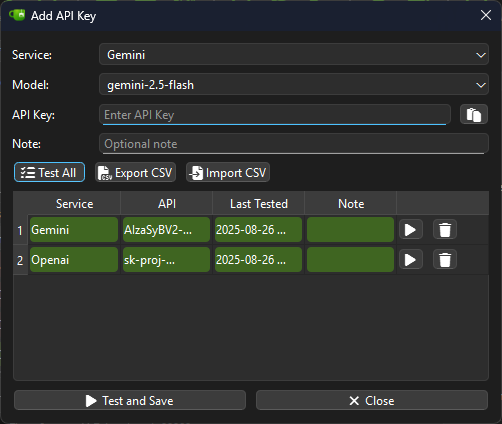 Add API Key
Service: Gemini
Model: gemini-2.5-flash
API Key: Enter API Key
Note: Optional note
Test All Export CSV Import CSV
Service API Last Tested Note
1 Gemini AlzaSyBV2-... 2025-08-26 ...
2 Openai sk-proj-... 2025-08-26 ...
Test and Save Close